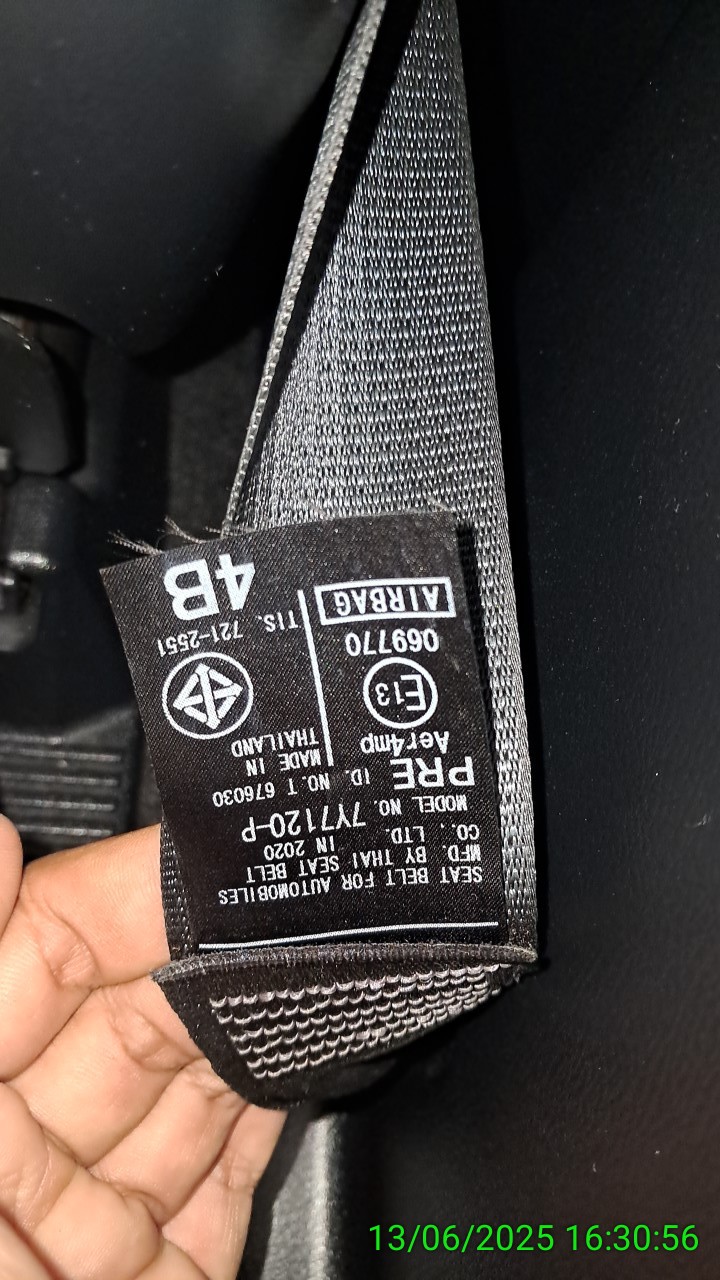 SEAT BELT FOR AUTOMOBILES
MFD. BY THAI SEAT BELT
CO., LTD. IN 2020
MODEL NO. 7Y7120-P
PRE ID. NO. T 676030
Aer4mp
E13
069770
AIRBAG
MADE IN
THAILAND
TIS. 721-2551
4B
13/06/2025 16:30:56